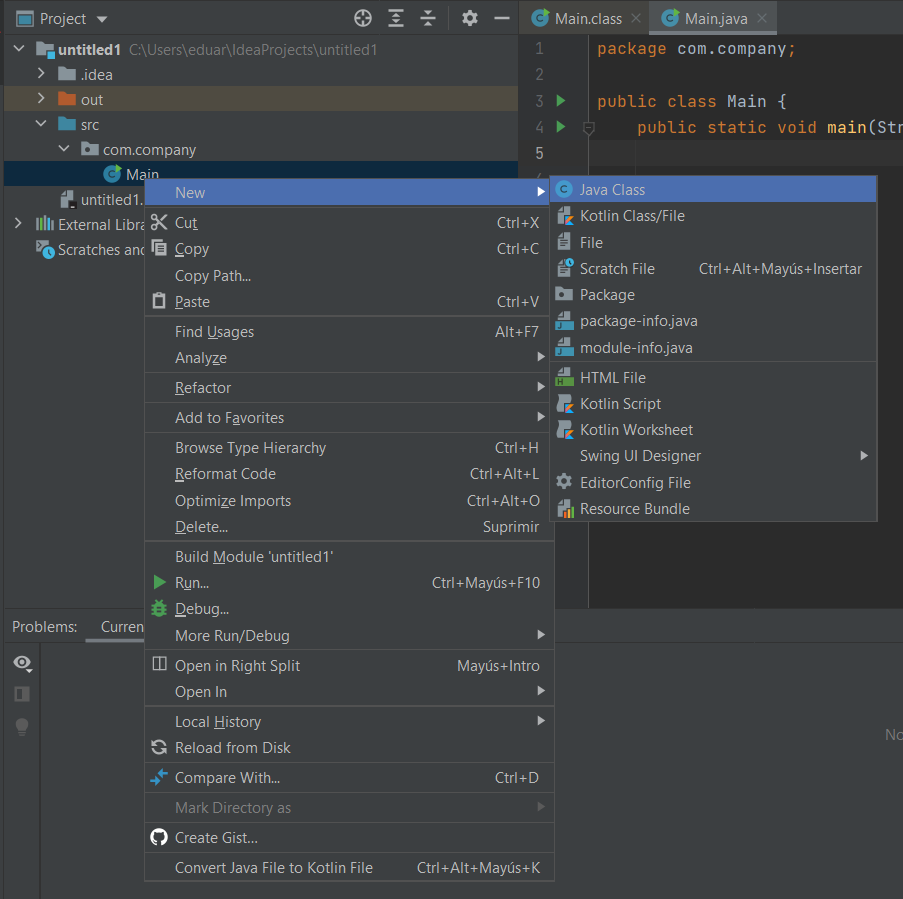 Project
Main.class
Main.java
untitled1 C:\Users\eduar\IdeaProjects\untitled1
.idea
out
src
com.company
Main
untitled1.
External Libra
Scratches and
1 package com.company;
2
3 public class Main {
4 public static void main(Str
5
New
Cut Ctrl+X
Copy Ctrl+C
Copy Path...
Paste Ctrl+V
Find Usages Alt+F7
Analyze
Refactor
Add to Favorites
Browse Type Hierarchy Ctrl+H
Reformat Code Ctrl+Alt+L
Optimize Imports Ctrl+Alt+O
Delete... Suprimir
Build Module 'untitled1'
Run... Ctrl+Mayús+F10
Debug...
More Run/Debug
Open in Right Split Mayús+Intro
Open In
Local History
Reload from Disk
Compare With... Ctrl+D
Mark Directory as
Create Gist...
Convert Java File to Kotlin File Ctrl+Alt+Mayús+K
Java Class
Kotlin Class/File
File
Scratch File Ctrl+Alt+Mayús+Insertar
Package
package-info.java
module-info.java
HTML File
Kotlin Script
Kotlin Worksheet
Swing UI Designer
EditorConfig File
Resource Bundle
Problems: Curren
No